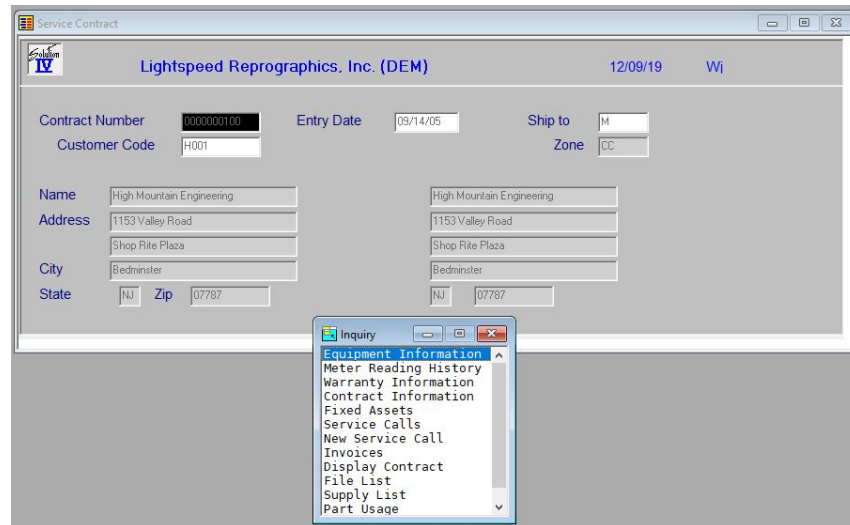 Service Contract
Solution
IV
Lightspeed Reprographics, Inc. (DEM) 12/09/19 Wj
Contract Number 0000000100 Entry Date 09/14/05 Ship to M
Customer Code H001 Zone CC
Name High Mountain Engineering High Mountain Engineering
Address 1153 Valley Road 1153 Valley Road
Shop Rite Plaza Shop Rite Plaza
City Bedminster Bedminster
State NJ Zip 07787 NJ 07787
Inquiry
Equipment Information
Meter Reading History
Warranty Information
Contract Information
Fixed Assets
Service Calls
New Service Call
Invoices
Display Contract
File List
Supply List
Part Usage